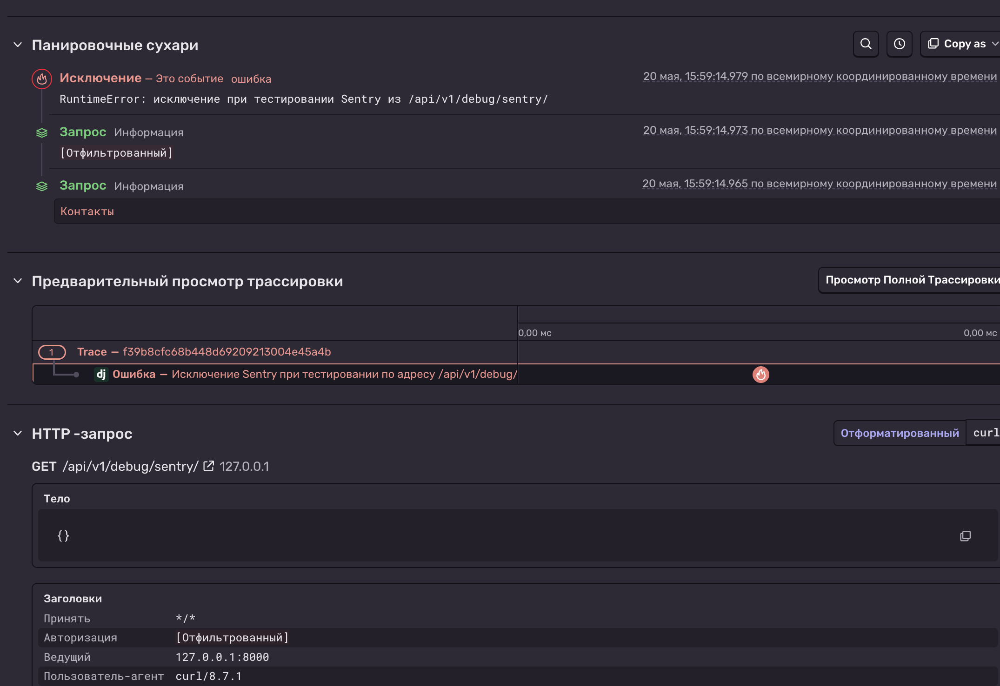 Панировочные сухари
Copy as
Исключение — Это событие ошибка
20 мая, 15:59:14.979 по всемирному координированному времени
RuntimeError: исключение при тестировании Sentry из /api/v1/debug/sentry/
Запрос Информация
20 мая, 15:59:14.973 по всемирному координированному времени
[Отфильтрованный]
Запрос Информация
20 мая, 15:59:14.965 по всемирному координированному времени
Контакты
Предварительный просмотр трассировки
Просмотр Полной Трассировки
0,00 мс
0,00 мс
1 Trace — f39b8cfc68b448d69209213004e45a4b
dj Ошибка — Исключение Sentry при тестировании по адресу /api/v1/debug/
HTTP -запрос
Отформатированный
curl
GET /api/v1/debug/sentry/ 127.0.0.1
Тело
{}
Заголовки
Принять */*
Авторизация [Отфильтрованный]
Ведущий 127.0.0.1:8000
Пользователь-агент curl/8.7.1